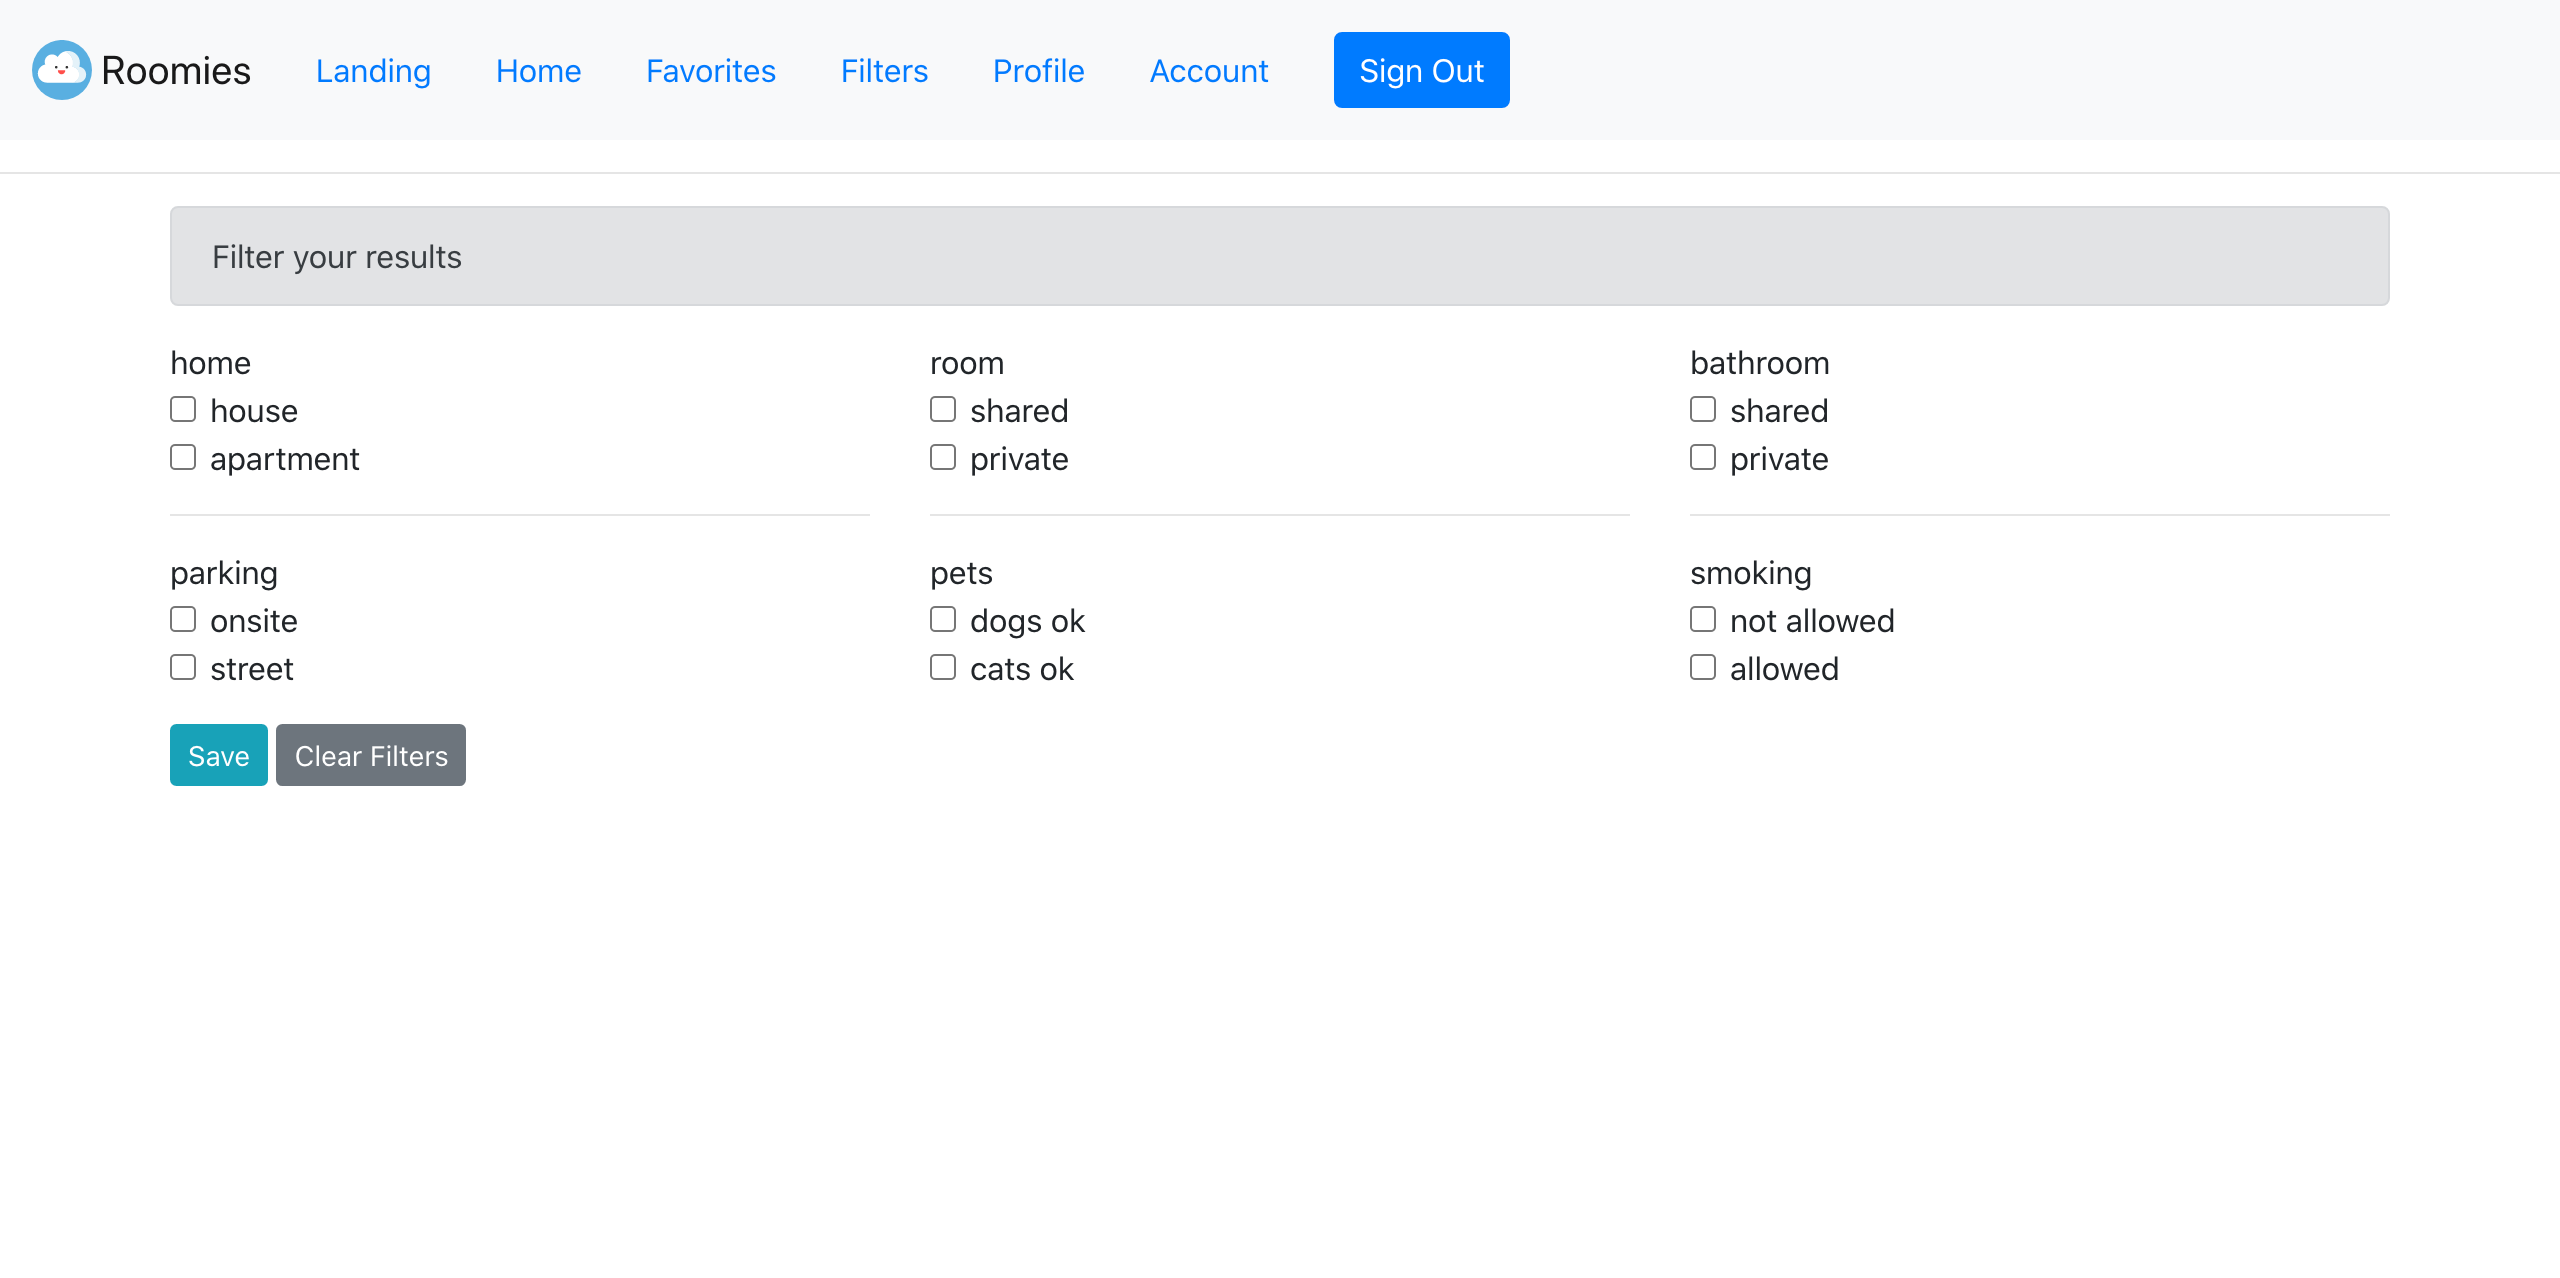 Roomies Landing Home Favorites Filters Profile Account Sign Out
Filter your results
home
house
apartment
room
shared
private
bathroom
shared
private
parking
onsite
street
pets
dogs ok
cats ok
smoking
not allowed
allowed
Save Clear Filters